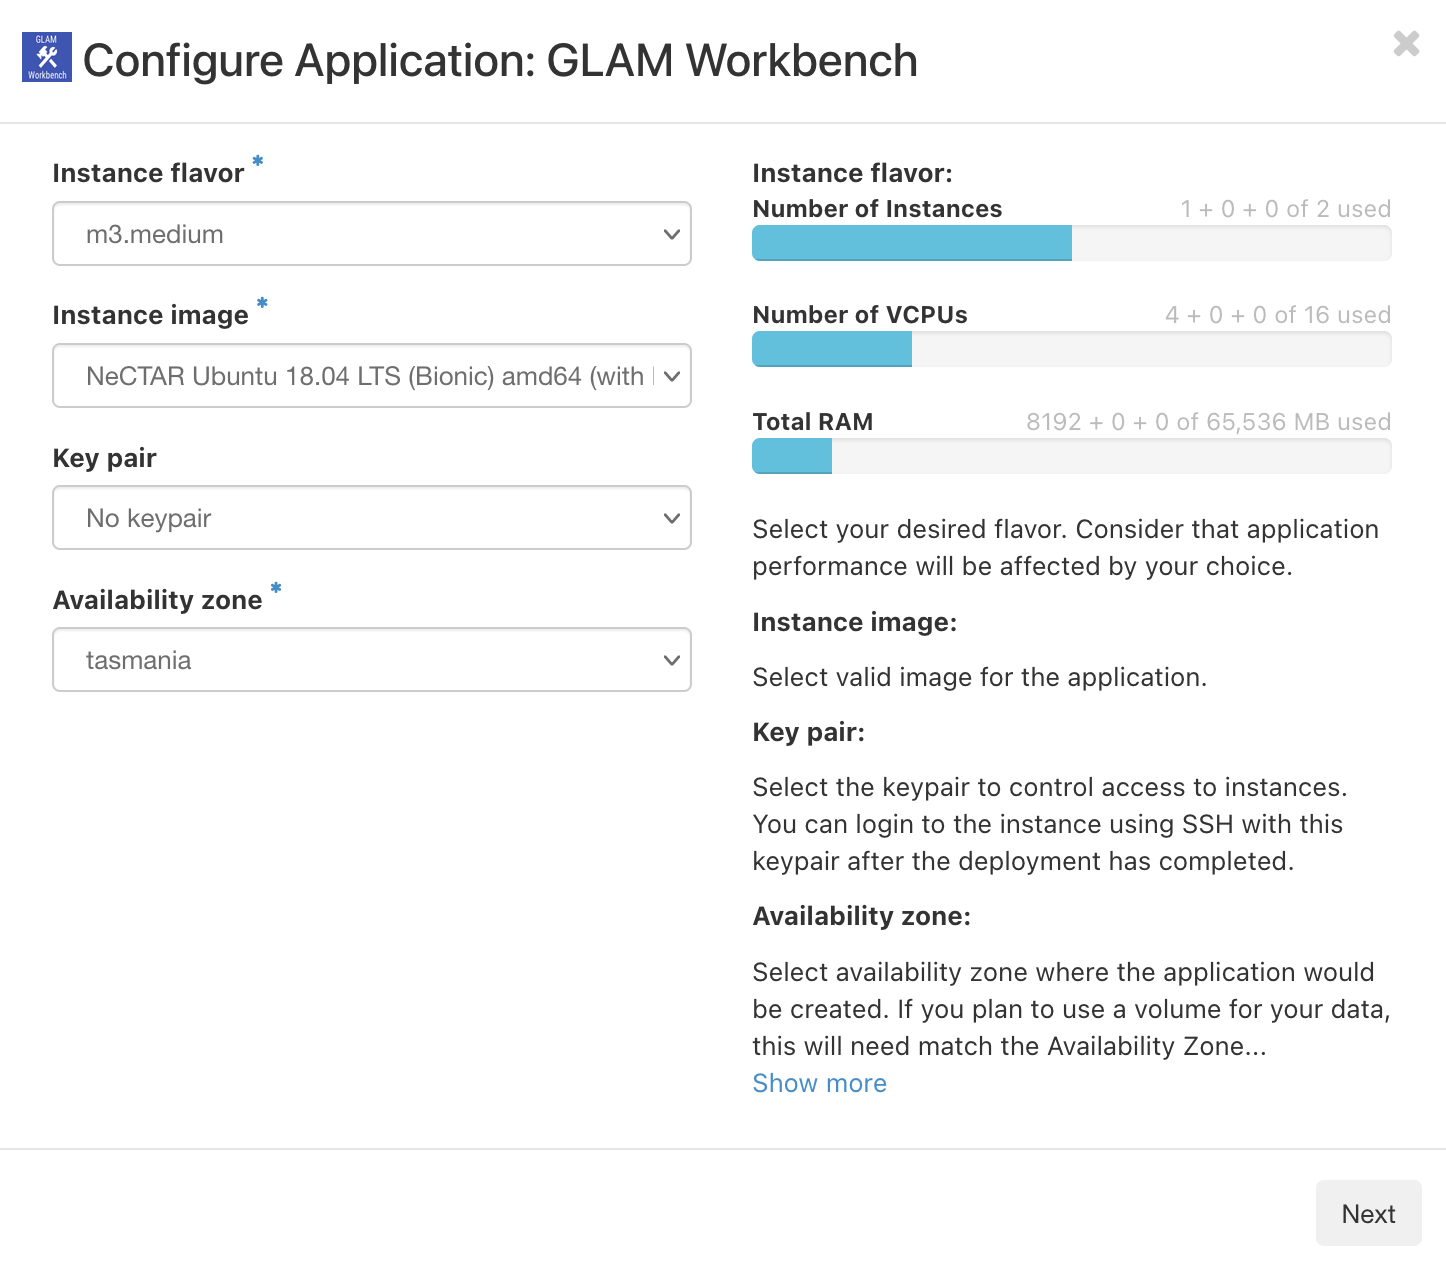 GLAM
Workbench
Configure Application: GLAM Workbench
Instance flavor *
m3.medium
Instance image *
NeCTAR Ubuntu 18.04 LTS (Bionic) amd64 (with
Key pair
No keypair
Availability zone *
tasmania
Instance flavor:
Number of Instances 1 + 0 + 0 of 2 used
Number of VCPUs 4 + 0 + 0 of 16 used
Total RAM 8192 + 0 + 0 of 65,536 MB used
Select your desired flavor. Consider that application
performance will be affected by your choice.
Instance image:
Select valid image for the application.
Key pair:
Select the keypair to control access to instances.
You can login to the instance using SSH with this
keypair after the deployment has completed.
Availability zone:
Select availability zone where the application would
be created. If you plan to use a volume for your data,
this will need match the Availability Zone...
Show more
Next